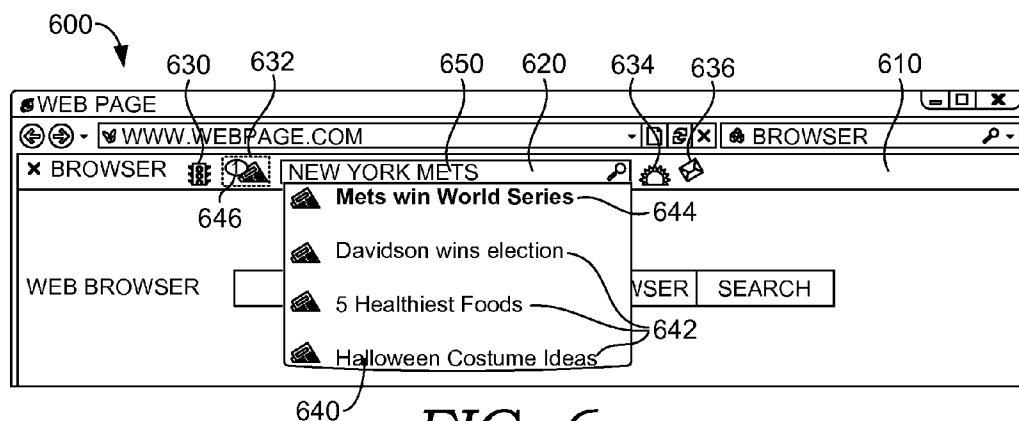 600
630 632 650 620 634 636 610
WEB PAGE
WWW.WEBPAGE.COM BROWSER
× BROWSER 1 NEW YORK METS
646 Mets win World Series 644
Davidson wins election
WEB BROWSER WSER SEARCH
5 Healthiest Foods 642
Halloween Costume Ideas
640